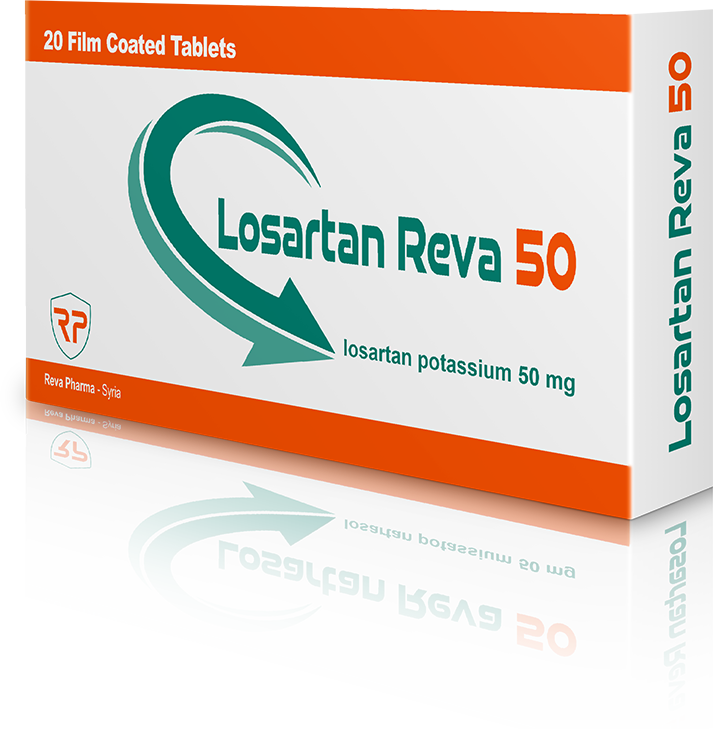 20 Film Coated Tablets
Losartan Reva 50
losartan potassium 50 mg
RP
Reva Pharma - Syria
Losartan Reva 50